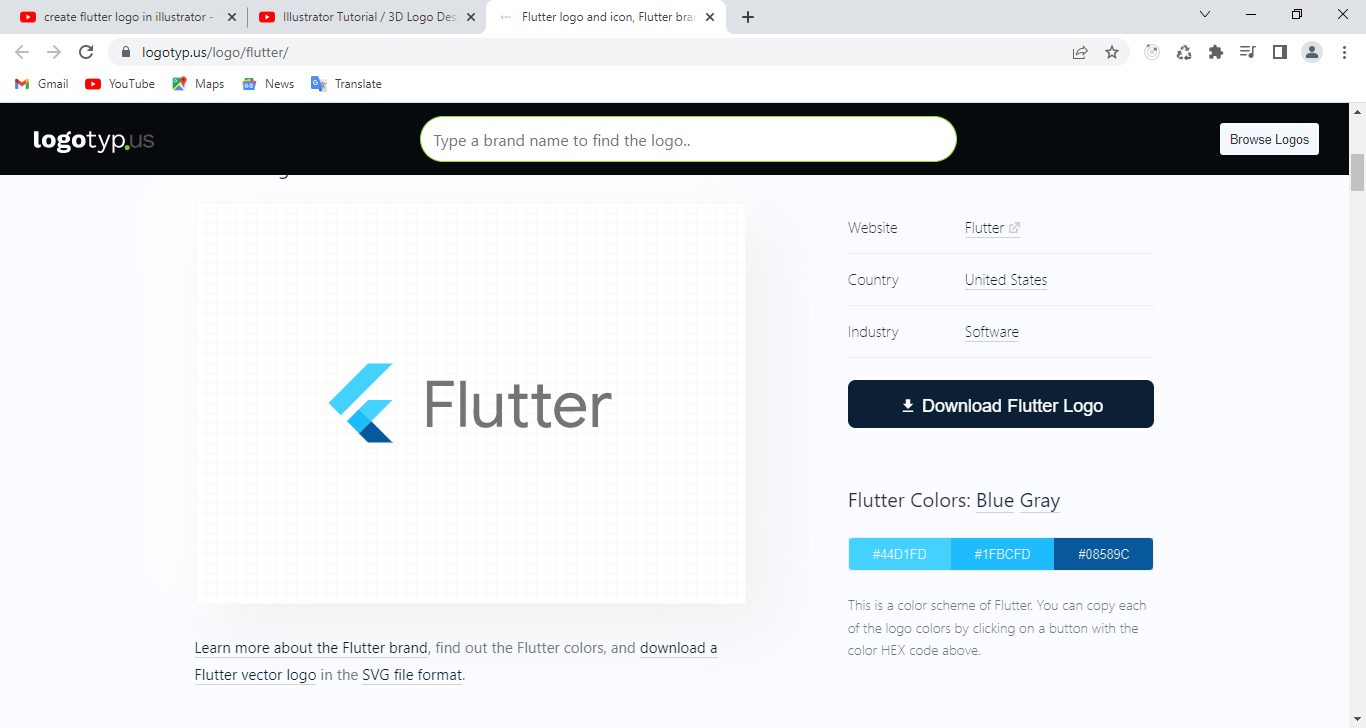 create flutter logo in illustrator -
Illustrator Tutorial / 3D Logo Des
Flutter logo and icon, Flutter bran
logotyp.us/logo/flutter/
Gmail
YouTube
Maps
News
Translate
logotyp.us
Type a brand name to find the logo..
Browse Logos
Website Flutter
Country United States
Industry Software
Flutter
Download Flutter Logo
Flutter Colors: Blue Gray
#44D1FD #1FBCFD #08589C
This is a color scheme of Flutter. You can copy each
of the logo colors by clicking on a button with the
color HEX code above.
Learn more about the Flutter brand, find out the Flutter colors, and download a
Flutter vector logo in the SVG file format.